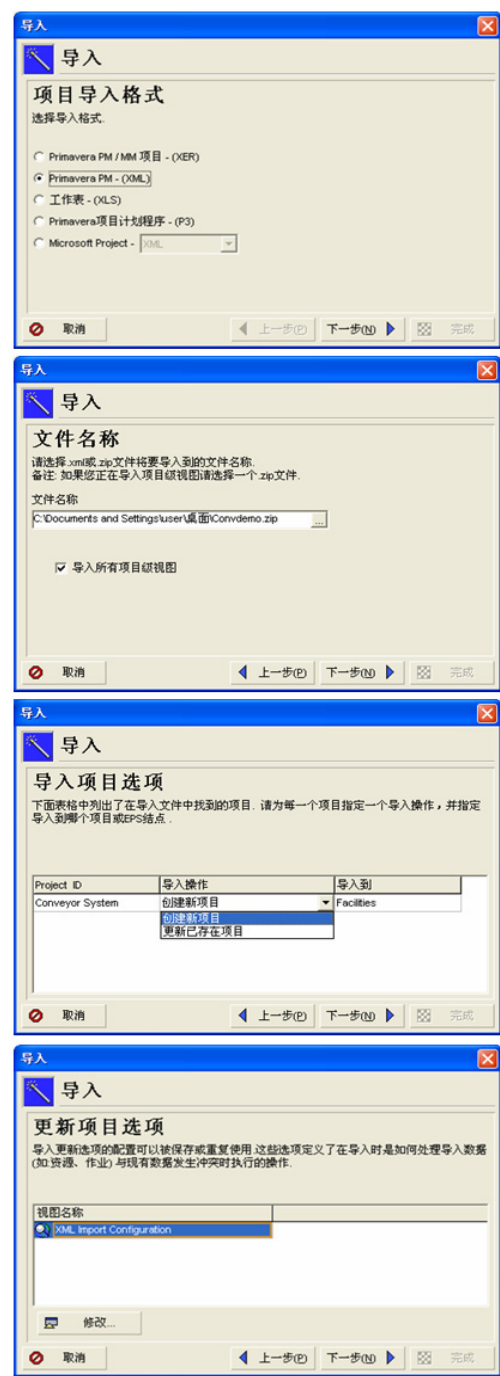 导入
导入
项目导入格式
选择导入格式.
Primavera PM / MM 项目 - (XER)
Primavera PM - (XML)
工作表 - (XLS)
Primavera项目计划程序 - (P3)
Microsoft Project - XML
取消 上一步(P) 下一步(N) 完成
导入
导入
文件名称
请选择.xml或.zip文件将要导入到的文件名称.
备注: 如果您正在导入项目级视图请选择一个.zip文件.
文件名称
C:\Documents and Settings\user\桌面\Convdemo.zip ...
导入所有项目级视图
取消 上一步(P) 下一步(N) 完成
导入
导入
导入项目选项
下面表格中列出了在导入文件中找到的项目. 请为每一个项目指定一个导入操作，并指定
导入到哪个项目或EPS结点 .
Project ID 导入操作 导入到
Conveyor System 创建新项目 Facilities
创建新项目
更新已存在项目
取消 上一步(P) 下一步(N) 完成
导入
导入
更新项目选项
导入更新选项的配置可以被保存或重复使用.这些选项定义了在导入时是如何处理导入数据
(如:资源、作业) 与现有数据发生冲突时执行的操作.
视图名称
XML Import Configuration
修改...
取消 上一步(P) 下一步(N) 完成